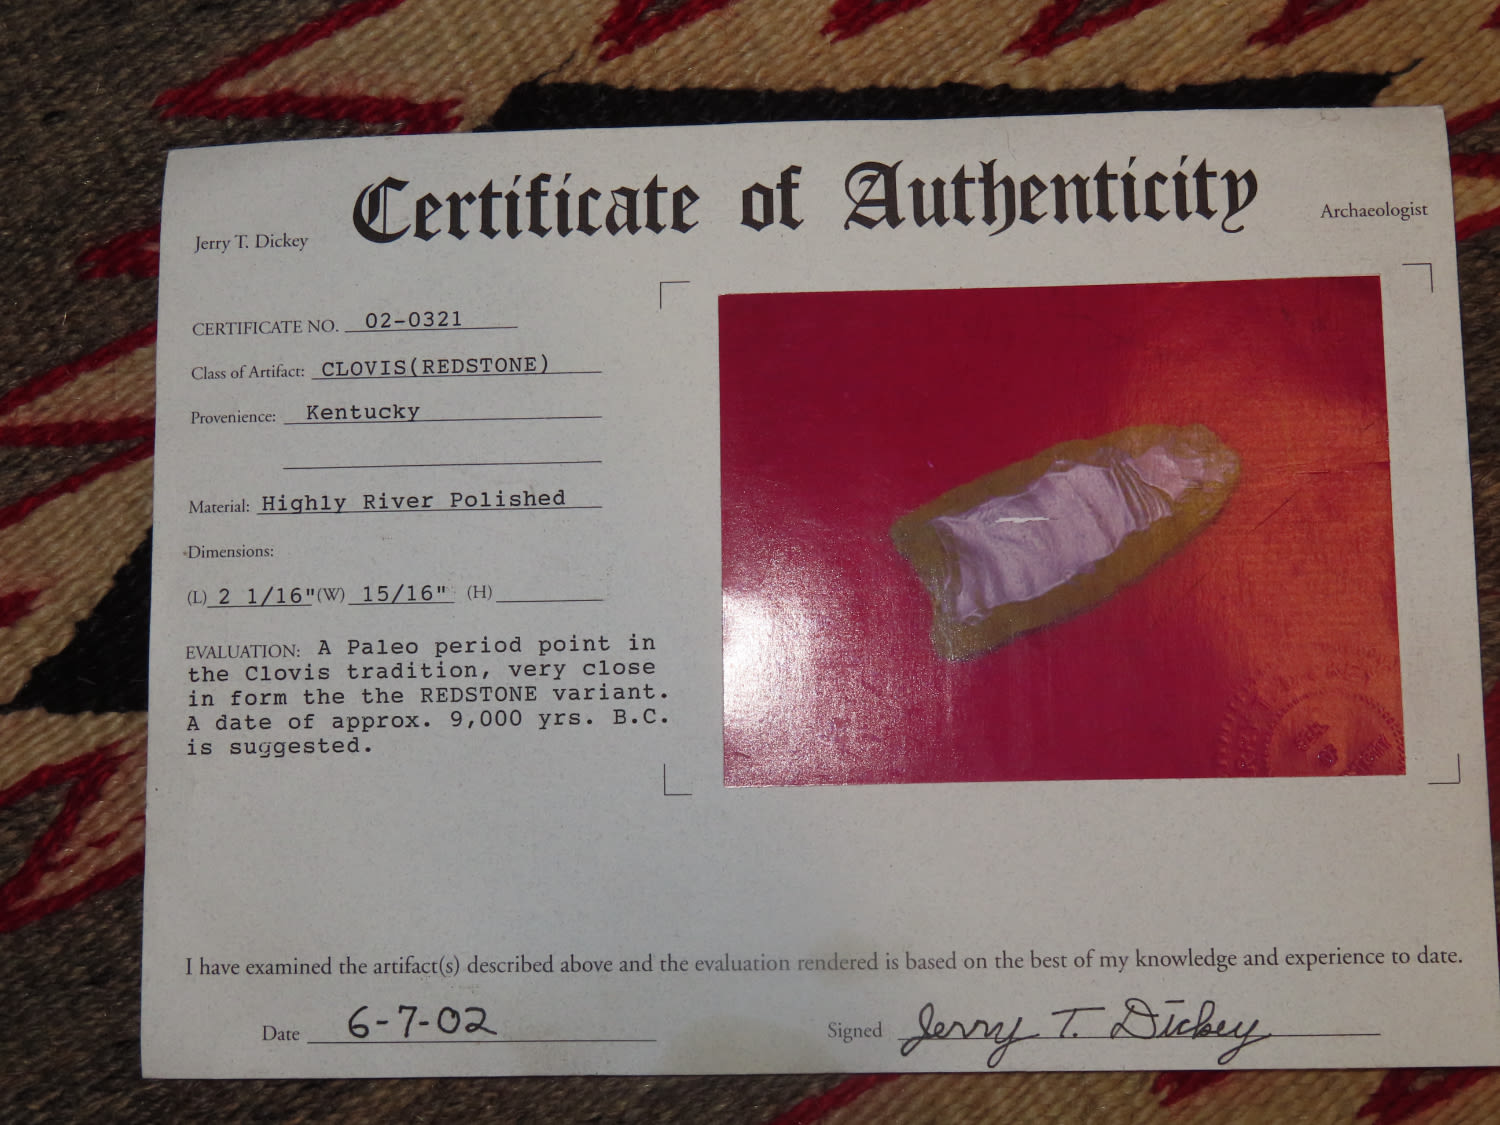 Certificate of Authenticity
Jerry T. Dickey
Archaeologist
CERTIFICATE NO. 02-0321
Class of Artifact: CLOVIS(REDSTONE)
Provenience: Kentucky
Material: Highly River Polished
Dimensions:
(L) 2 1/16" (W) 15/16" (H)
EVALUATION: A Paleo period point in
the Clovis tradition, very close
in form the the REDSTONE variant.
A date of approx. 9,000 yrs. B.C.
is suggested.
I have examined the artifact(s) described above and the evaluation rendered is based on the best of my knowledge and experience to date.
Date 6-7-02
Signed Jerry T. Dickey